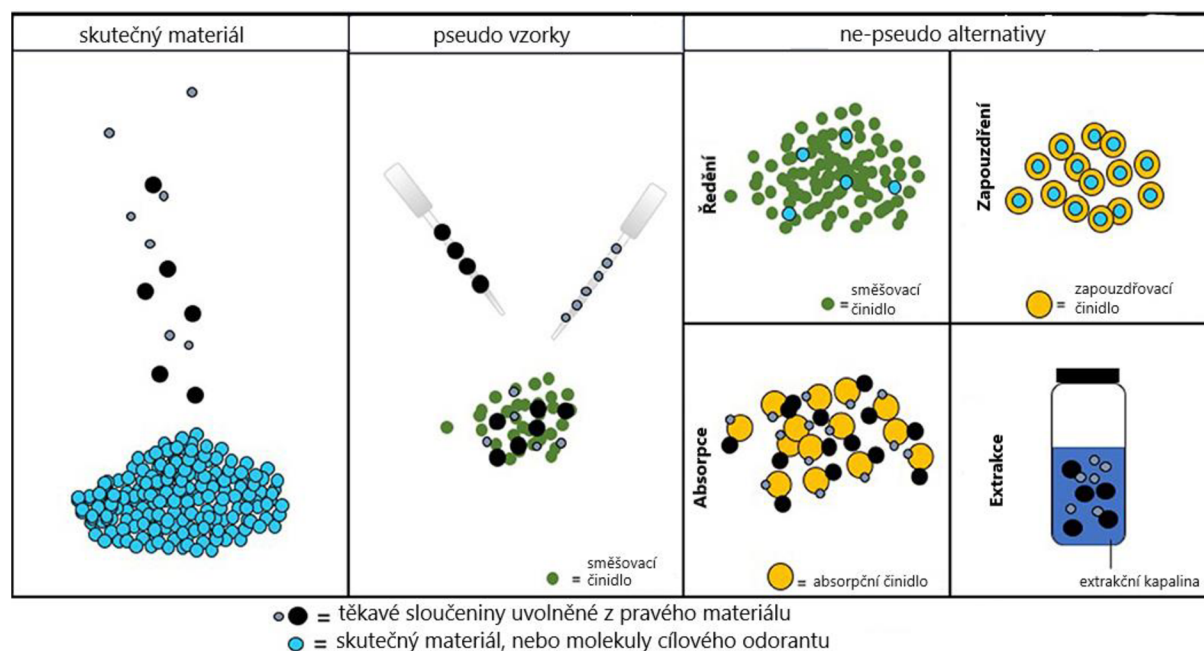 skutečný materiál
pseudo vzorky
ne-pseudo alternativy
Ředění
= směšovací
činidlo
Zapouzdření
= zapouzdřovací
činidlo
Absorpce
= absorpční činidlo
Extrakce
extrakční kapalina
= směšovací
činidlo
= těkavé sloučeniny uvolněné z pravého materiálu
= skutečný materiál, nebo molekuly cílového odorantu